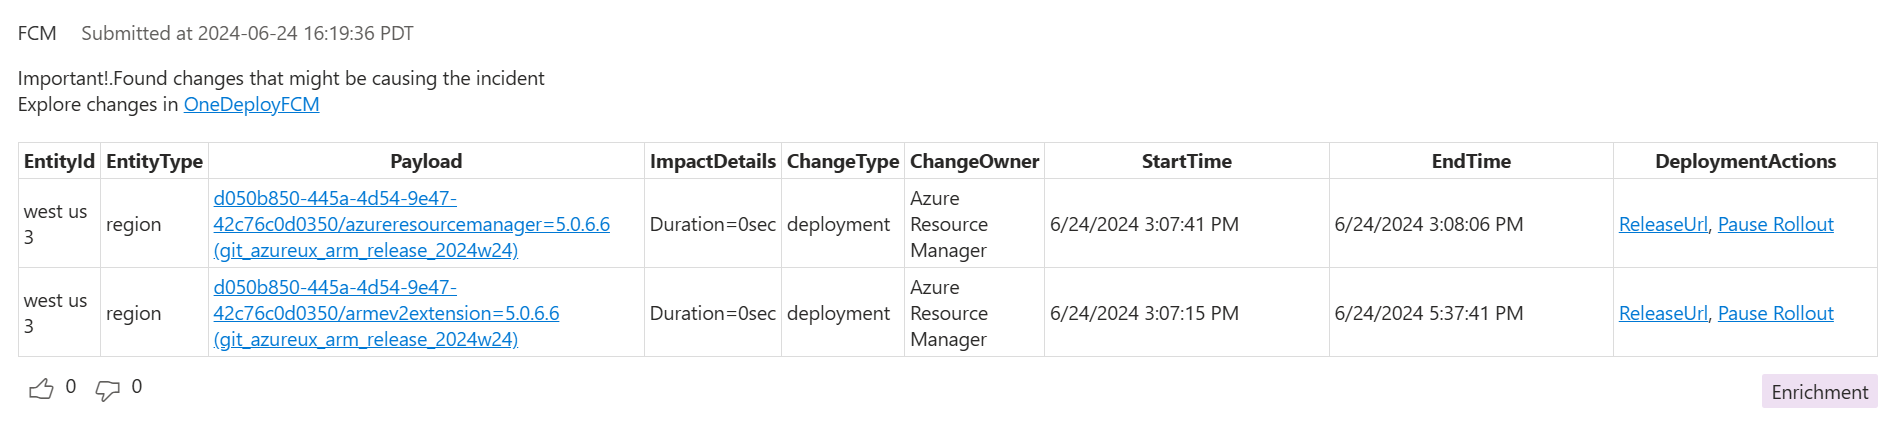 FCM Submitted at 2024-06-24 16:19:36 PDT
Important!.Found changes that might be causing the incident
Explore changes in OneDeployFCM
EntityId EntityType Payload ImpactDetails ChangeType ChangeOwner StartTime EndTime DeploymentActions
west us 3 region d050b850-445a-4d54-9e47-42c76c0d0350/azureresourcemanager=5.0.6.6 (git_azureux_arm_release_2024w24) Duration=0sec deployment Azure Resource Manager 6/24/2024 3:07:41 PM 6/24/2024 3:08:06 PM ReleaseUrl, Pause Rollout
west us 3 region d050b850-445a-4d54-9e47-42c76c0d0350/armev2extension=5.0.6.6 (git_azureux_arm_release_2024w24) Duration=0sec deployment Azure Resource Manager 6/24/2024 3:07:15 PM 6/24/2024 5:37:41 PM ReleaseUrl, Pause Rollout
0 0 Enrichment